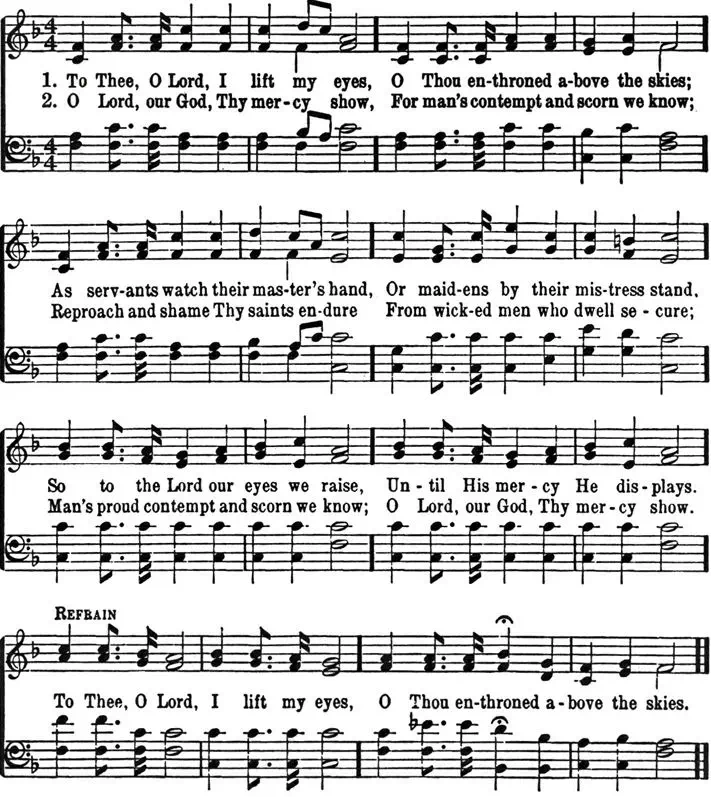 1. To Thee, O Lord, I lift my eyes, O Thou en-throned a-bove the skies;
2. O Lord, our God, Thy mer-cy show, For man's contempt and scorn we know;
As serv-ants watch their mas-ter's hand, Or maid-ens by their mis-tress stand,
Reproach and shame Thy saints en-dure From wick-ed men who dwell se-cure;
So to the Lord our eyes we raise, Un-til His mer-cy He dis-plays.
Man's proud contempt and scorn we know; O Lord, our God, Thy mer-cy show.
REFRAIN
To Thee, O Lord, I lift my eyes, O Thou en-throned a-bove the skies.